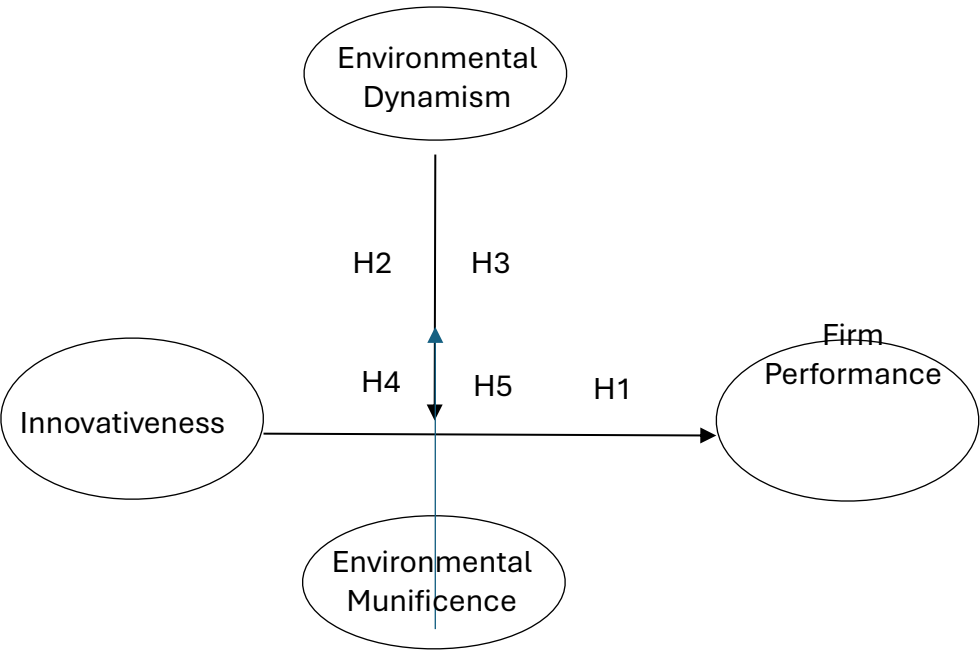 Environmental
Dynamism
H2 H3
Firm
Performance
H4 H5 H1
Innovativeness
Environmental
Munificence